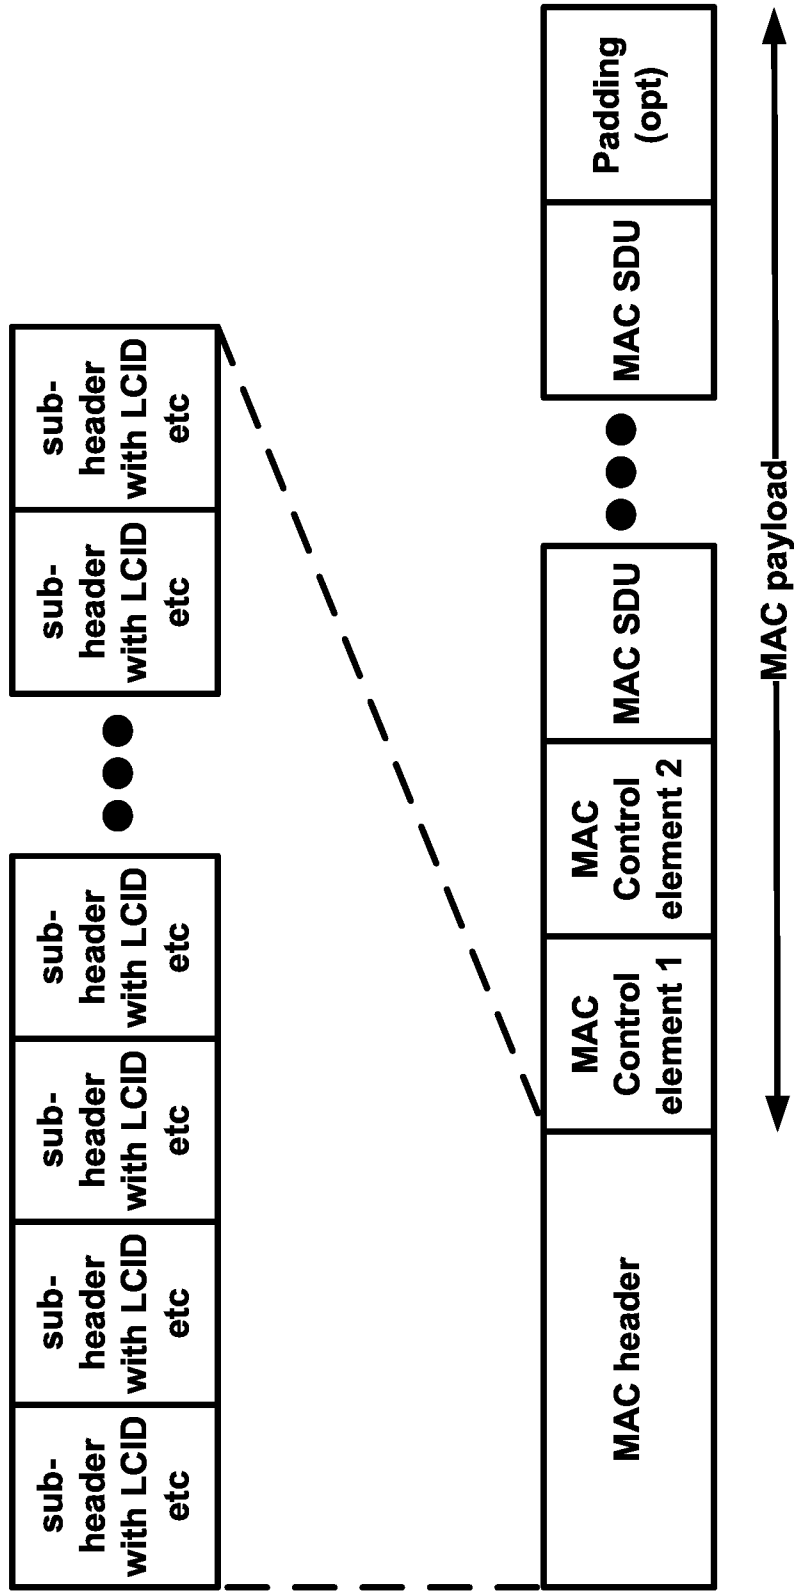 sub-
header
with LCID
etc
sub-
header
with LCID
etc
sub-
header
with LCID
etc
sub-
header
with LCID
etc
sub-
header
with LCID
etc
sub-
header
with LCID
etc
MAC header
MAC
Control
element 1
MAC
Control
element 2
MAC SDU
MAC SDU
Padding
(opt)
MAC payload